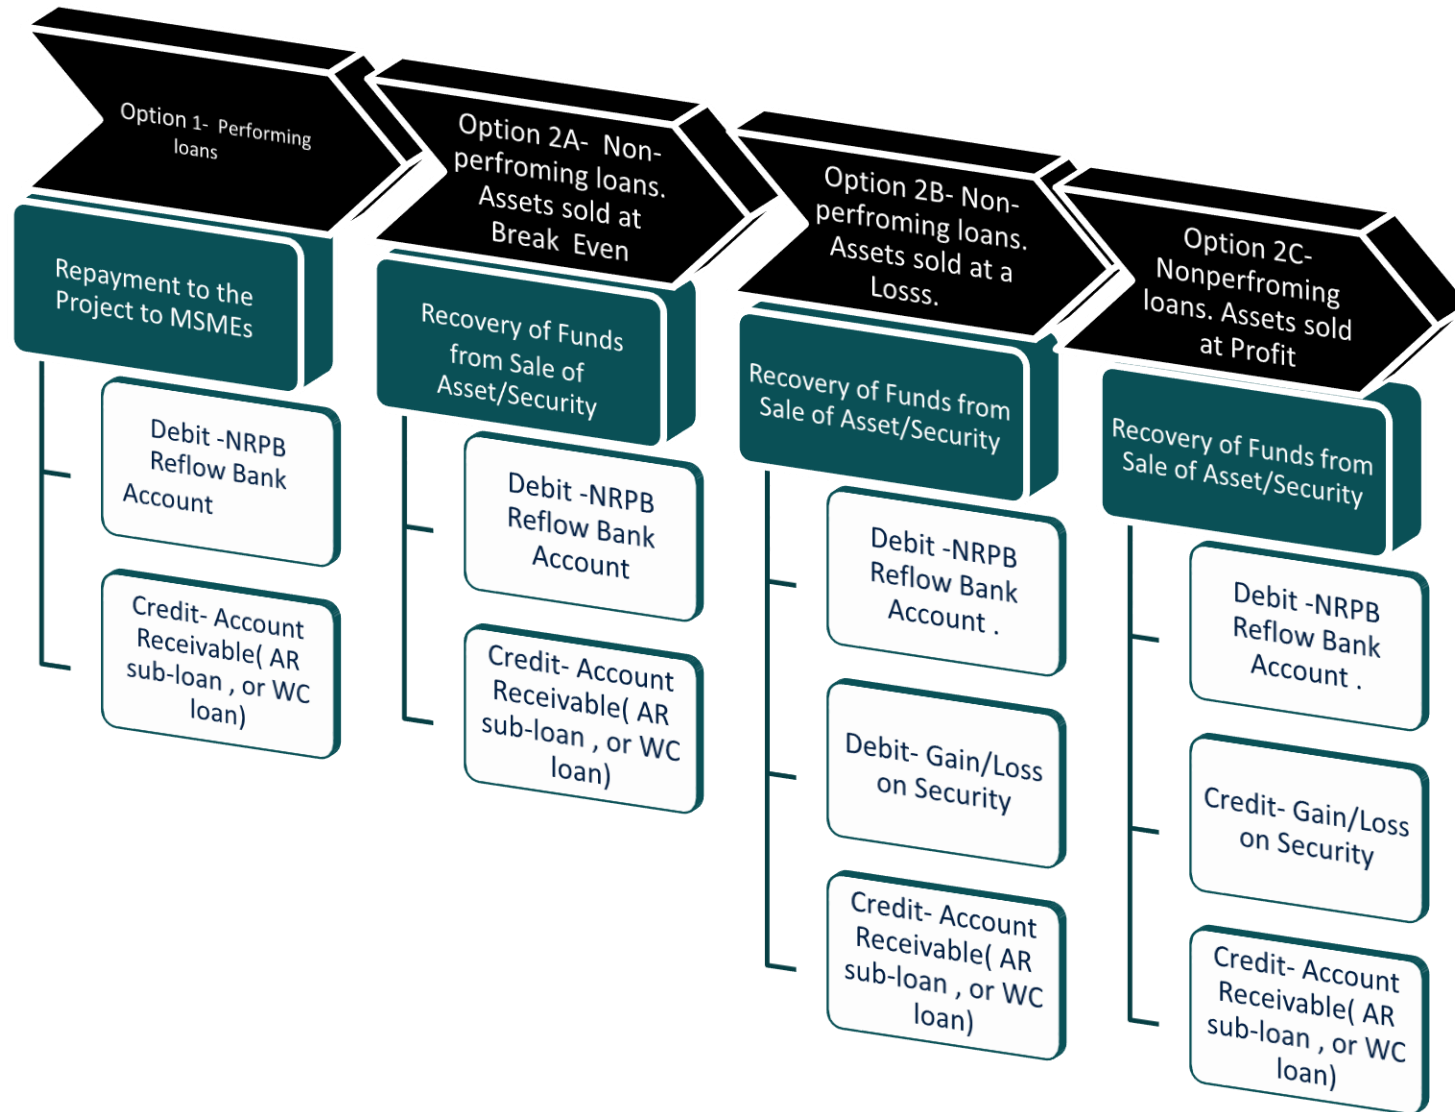 Option 1- Performing
loans
Repayment to the
Project to MSMEs
Debit -NRPB
Reflow Bank
Account
Credit- Account
Receivable( AR
sub-loan , or WC
loan)
Option 2A- Non-
perfroming loans.
Assets sold at
Break Even
Recovery of Funds
from Sale of
Asset/Security
Debit -NRPB
Reflow Bank
Account
Credit- Account
Receivable( AR
sub-loan , or WC
loan)
Option 2B- Non-
perfroming loans.
Assets sold at a
Losss.
Recovery of Funds from
Sale of Asset/Security
Debit -NRPB
Reflow Bank
Account .
Debit- Gain/Loss
on Security
Credit- Account
Receivable( AR
sub-loan , or WC
loan)
Option 2C-
Nonperfroming
loans. Assets sold
at Profit
Recovery of Funds from
Sale of Asset/Security
Debit -NRPB
Reflow Bank
Account .
Credit- Gain/Loss
on Security
Credit- Account
Receivable( AR
sub-loan , or WC
loan)